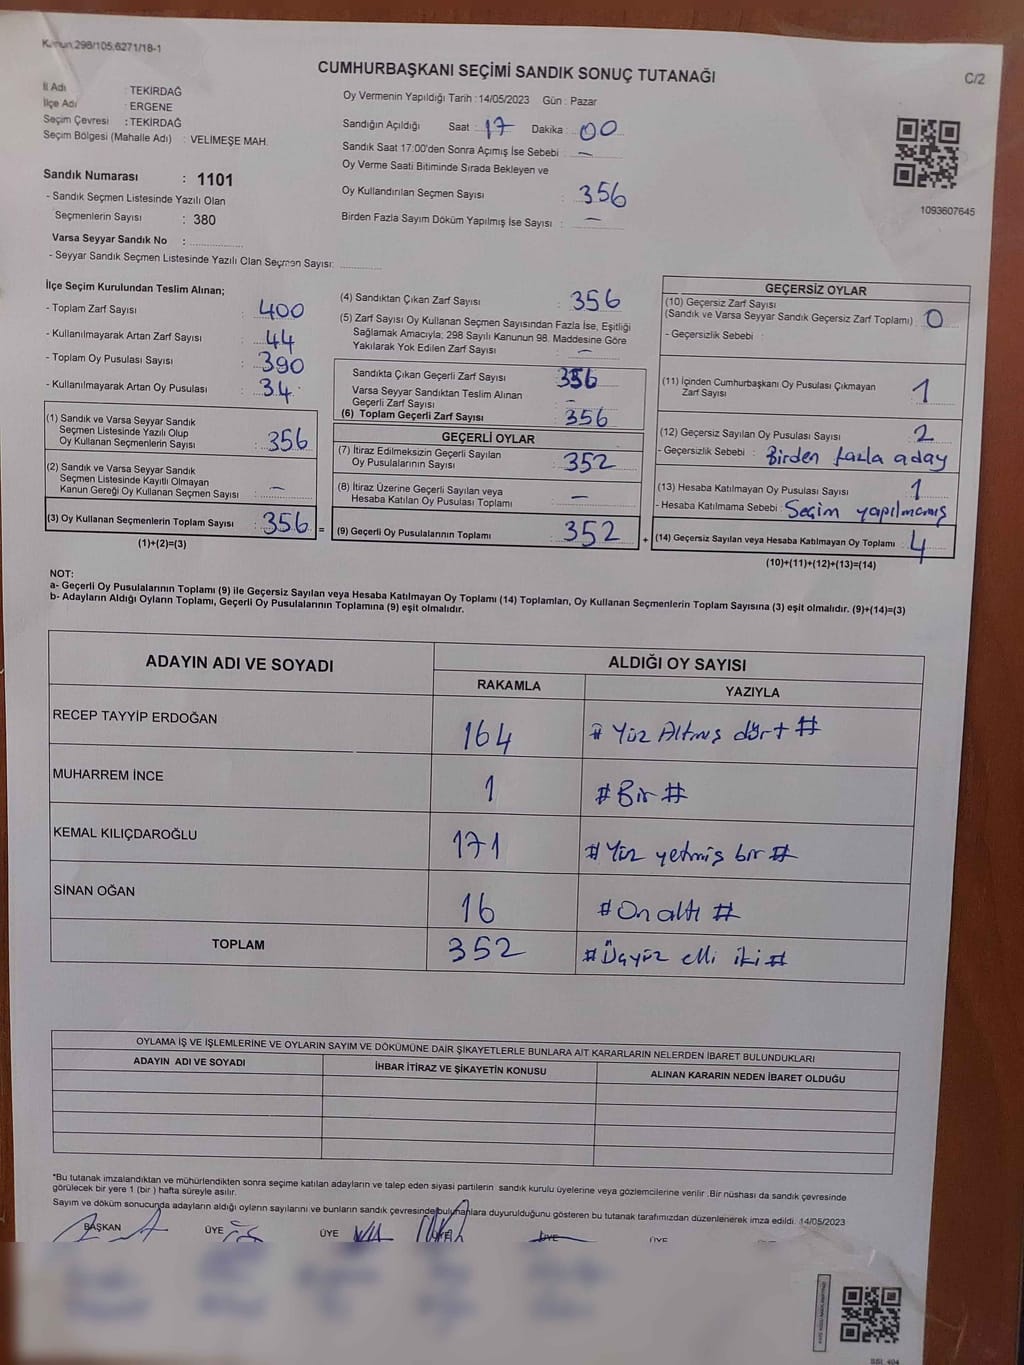 Kanun:298/105,6271/18-1
CUMHURBAŞKANI SEÇİMİ SANDIK SONUÇ TUTANAĞI
C/2
İl Adı : TEKİRDAĞ
İlçe Adı : ERGENE
Seçim Çevresi : TEKİRDAĞ
Seçim Bölgesi (Mahalle Adı) : VELİMEŞE MAH.
Sandık Numarası : 1101
- Sandık Seçmen Listesinde Yazılı Olan
Seçmenlerin Sayısı : 380
Varsa Seyyar Sandık No : ................
- Seyyar Sandık Seçmen Listesinde Yazılı Olan Seçmen Sayısı: ............
Oy Vermenin Yapıldığı Tarih : 14/05/2023 Gün : Pazar
Sandığın Açıldığı Saat : 17 Dakika : 00
Sandık Saat 17:00'den Sonra Açımış İse Sebebi : —
Oy Verme Saati Bitiminde Sırada Bekleyen ve
Oy Kullandırılan Seçmen Sayısı : 356
Birden Fazla Sayım Döküm Yapılmış İse Sayısı : —
1093607645
İlçe Seçim Kurulundan Teslim Alınan;
- Toplam Zarf Sayısı : 400
- Kullanılmayarak Artan Zarf Sayısı : 44
- Toplam Oy Pusulası Sayısı : 390
- Kullanılmayarak Artan Oy Pusulası : 34
(1) Sandık ve Varsa Seyyar Sandık
Seçmen Listesinde Yazılı Olup
Oy Kullanan Seçmenlerin Sayısı : 356
(2) Sandık ve Varsa Seyyar Sandık
Seçmen Listesinde Kayıtlı Olmayan
Kanun Gereği Oy Kullanan Seçmen Sayısı : —
(3) Oy Kullanan Seçmenlerin Toplam Sayısı : 356 =
(1)+(2)=(3)
(4) Sandıktan Çıkan Zarf Sayısı : 356
(5) Zarf Sayısı Oy Kullanan Seçmen Sayısından Fazla İse, Eşitliği
Sağlamak Amacıyla; 298 Sayılı Kanunun 98. Maddesine Göre
Yakılarak Yok Edilen Zarf Sayısı : —
Sandıkta Çıkan Geçerli Zarf Sayısı : 356
Varsa Seyyar Sandıktan Teslim Alınan
Geçerli Zarf Sayısı : —
(6) Toplam Geçerli Zarf Sayısı : 356
GEÇERLİ OYLAR
(7) İtiraz Edilmeksizin Geçerli Sayılan
Oy Pusulalarının Sayısı : 352
(8) İtiraz Üzerine Geçerli Sayılan veya
Hesaba Katılan Oy Pusulası Toplamı : —
(9) Geçerli Oy Pusulalarının Toplamı : 352 +
GEÇERSİZ OYLAR
(10) Geçersiz Zarf Sayısı
(Sandık ve Varsa Seyyar Sandık Geçersiz Zarf Toplamı) : 0
- Geçersizlik Sebebi :
(11) İçinden Cumhurbaşkanı Oy Pusulası Çıkmayan
Zarf Sayısı : 1
(12) Geçersiz Sayılan Oy Pusulası Sayısı : 2
- Geçersizlik Sebebi : Birden fazla aday
(13) Hesaba Katılmayan Oy Pusulası Sayısı : 1
- Hesaba Katılmama Sebebi : Seçim yapılmamış
(14) Geçersiz Sayılan veya Hesaba Katılmayan Oy Toplamı : 4
(10)+(11)+(12)+(13)=(14)
NOT:
a- Geçerli Oy Pusulalarının Toplamı (9) ile Geçersiz Sayılan veya Hesaba Katılmayan Oy Toplamı (14) Toplamları, Oy Kullanan Seçmenlerin Toplam Sayısına (3) eşit olmalıdır. (9)+(14)=(3)
b- Adayların Aldığı Oyların Toplamı, Geçerli Oy Pusulalarının Toplamına (9) eşit olmalıdır.
ADAYIN ADI VE SOYADI ALDIĞI OY SAYISI
RAKAMLA YAZIYLA
RECEP TAYYİP ERDOĞAN 164 # Yüz Altmış dört #
MUHARREM İNCE 1 # Bir #
KEMAL KILIÇDAROĞLU 171 # Yüz yetmiş bir #
SİNAN OĞAN 16 # On altı #
TOPLAM 352 # Üçyüz elli iki #
OYLAMA İŞ VE İŞLEMLERİNE VE OYLARIN SAYIM VE DÖKÜMÜNE DAİR ŞİKAYETLERLE BUNLARA AİT KARARLARIN NELERDEN İBARET BULUNDUKLARI
ADAYIN ADI VE SOYADI İHBAR İTİRAZ VE ŞİKAYETİN KONUSU ALINAN KARARIN NEDEN İBARET OLDUĞU
*Bu tutanak imzalandıktan ve mühürlendikten sonra seçime katılan adayların ve talep eden siyasi partilerin sandık kurulu üyelerine veya gözlemcilerine verilir .Bir nüshası da sandık çevresinde
görülecek bir yere 1 (bir ) hafta süreyle asılır.
Sayım ve döküm sonucunda adayların aldığı oyların sayılarını ve bunların sandık çevresinde bulunanlara duyurulduğunu gösteren bu tutanak tarafımızdan düzenlenerek imza edildi. 14/05/2023
BAŞKAN ÜYE ÜYE ÜYE ÜYE ÜYE